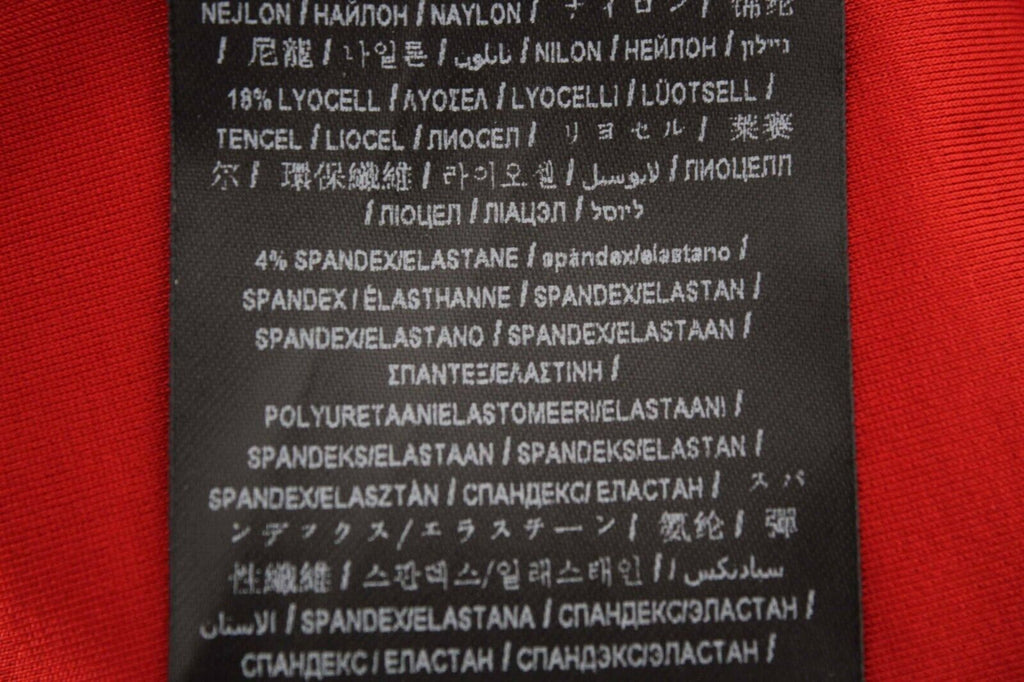 NEJLON / НАЙЛОН / NAYLON / ナイロン / 锦纶
/ 尼龍 / 나일론 / نايلون / NILON / НЕЙЛОН / ניילון
18% LYOCELL / ΛΥΟΣΕΛ / LYOCELLI / LÜOTSELL /
TENCEL / LIOCEL / ЛИОСЕЛ / リヨセル / 莱赛
尔 / 環保纖維 / 라이오셀 / لايوسيل / ЛИОЦЕЛЛ
/ ЛІОЦЕЛ / ЛІАЦЭЛ / ליוסל
4% SPANDEX/ELASTANE / spàndex/elastano /
SPANDEX / ÉLASTHANNE / SPANDEX/ELASTAN /
SPANDEX/ELASTANO / SPANDEX/ELASTAAN /
ΣΠΑΝΤΕΞ/ΕΛΑΣΤΙΝΗ /
POLYURETAANIELASTOMEERI/ELASTAANI /
SPANDEKS/ELASTAAN / SPANDEKS/ELASTAN /
SPANDEX/ELASZTÀN / СПАНДЕКС/ ЕЛАСТАН / スパ
ンデックス/エラスチーン / 氨纶 / 彈
性纖維 / 스판덱스/엘래스태인 / / سباديكس
الاستان / SPANDEX/ELASTANA / СПАНДЕКС/ЭЛАСТАН /
СПАНДЕКС / ЕЛАСТАН / СПАНДЭКС/ЭЛАСТАН /